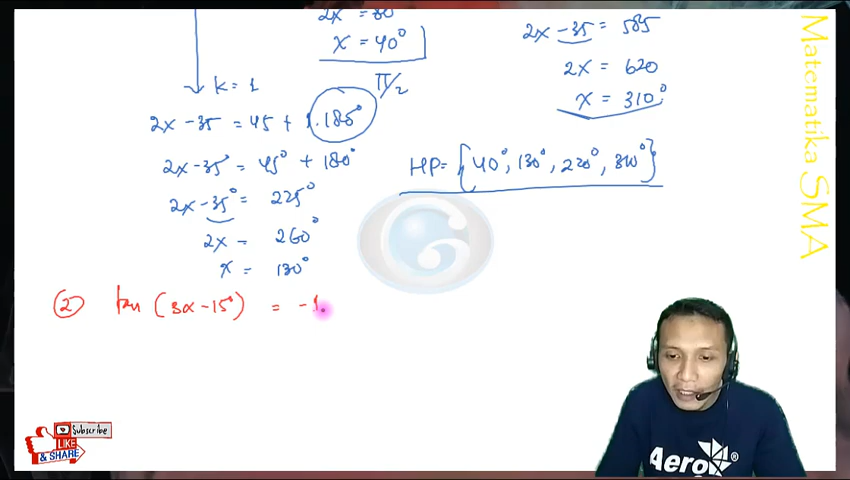 2x = 80
x = 40°
π/2
k = 1
2x - 35 = 45 + 1.180°
2x - 35° = 45° + 180°
2x - 35° = 225°
2x = 260°
x = 130°
2x - 35 = 585
2x = 620
x = 310°
HP = {40°, 130°, 220°, 310°}
② tan (3x - 15°) = -1
Matematika SMA
Subscribe
LIKE
& SHARE
Aero